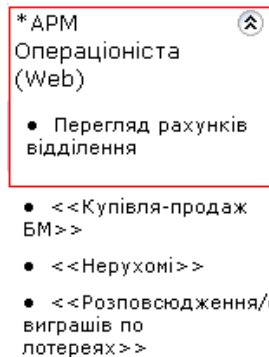 *АРМ
Операціоніста
(Web)
● Перегляд рахунків
відділення
● <<Купівля-продаж
БМ>>
● <<Нерухомі>>
● <<Розповсюдження/
виграшів по
лотереях>>